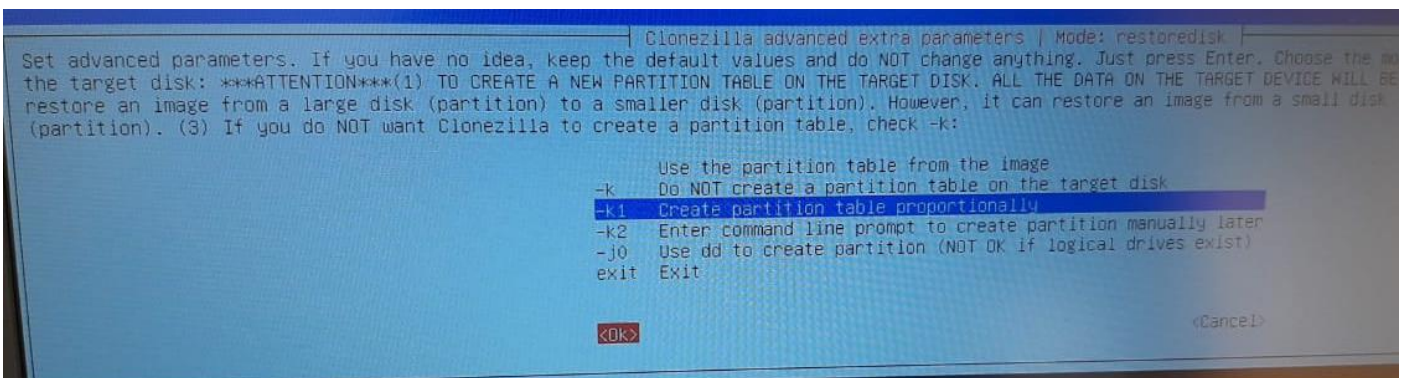 Clonezilla advanced extra parameters | Mode: restoredisk
Set advanced parameters. If you have no idea, keep the default values and do NOT change anything. Just press Enter. Choose the
the target disk: ***ATTENTION***(1) TO CREATE A NEW PARTITION TABLE ON THE TARGET DISK. ALL THE DATA ON THE TARGET DEVICE WILL BE
restore an image from a large disk (partition) to a smaller disk (partition). However, it can restore an image from a small disk
(partition). (3) If you do NOT want Clonezilla to create a partition table, check -k:
Use the partition table from the image
-k Do NOT create a partition table on the target disk
-k1 Create partition table proportionally
-k2 Enter command line prompt to create partition manually later
-j0 Use dd to create partition (NOT OK if logical drives exist)
exit Exit
<Ok> <Cancel>